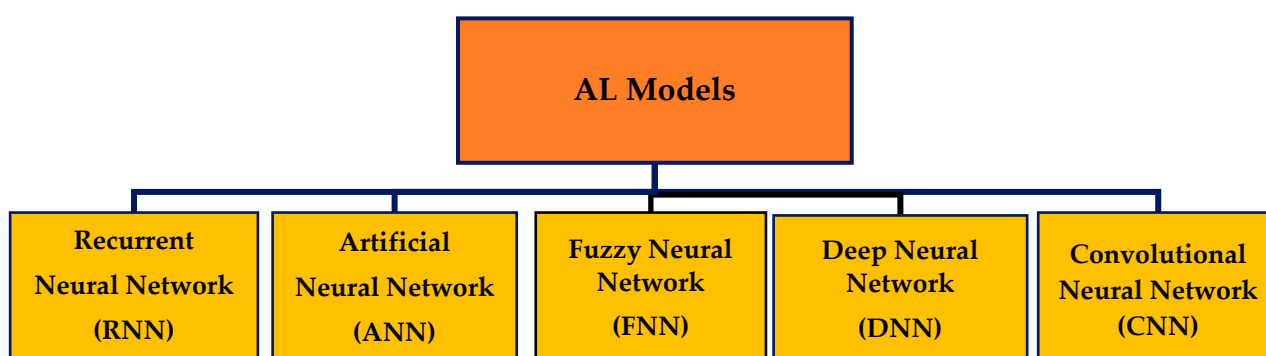 AL Models
Recurrent
Neural Network
(RNN)
Artificial
Neural Network
(ANN)
Fuzzy Neural
Network
(FNN)
Deep Neural
Network
(DNN)
Convolutional
Neural Network
(CNN)